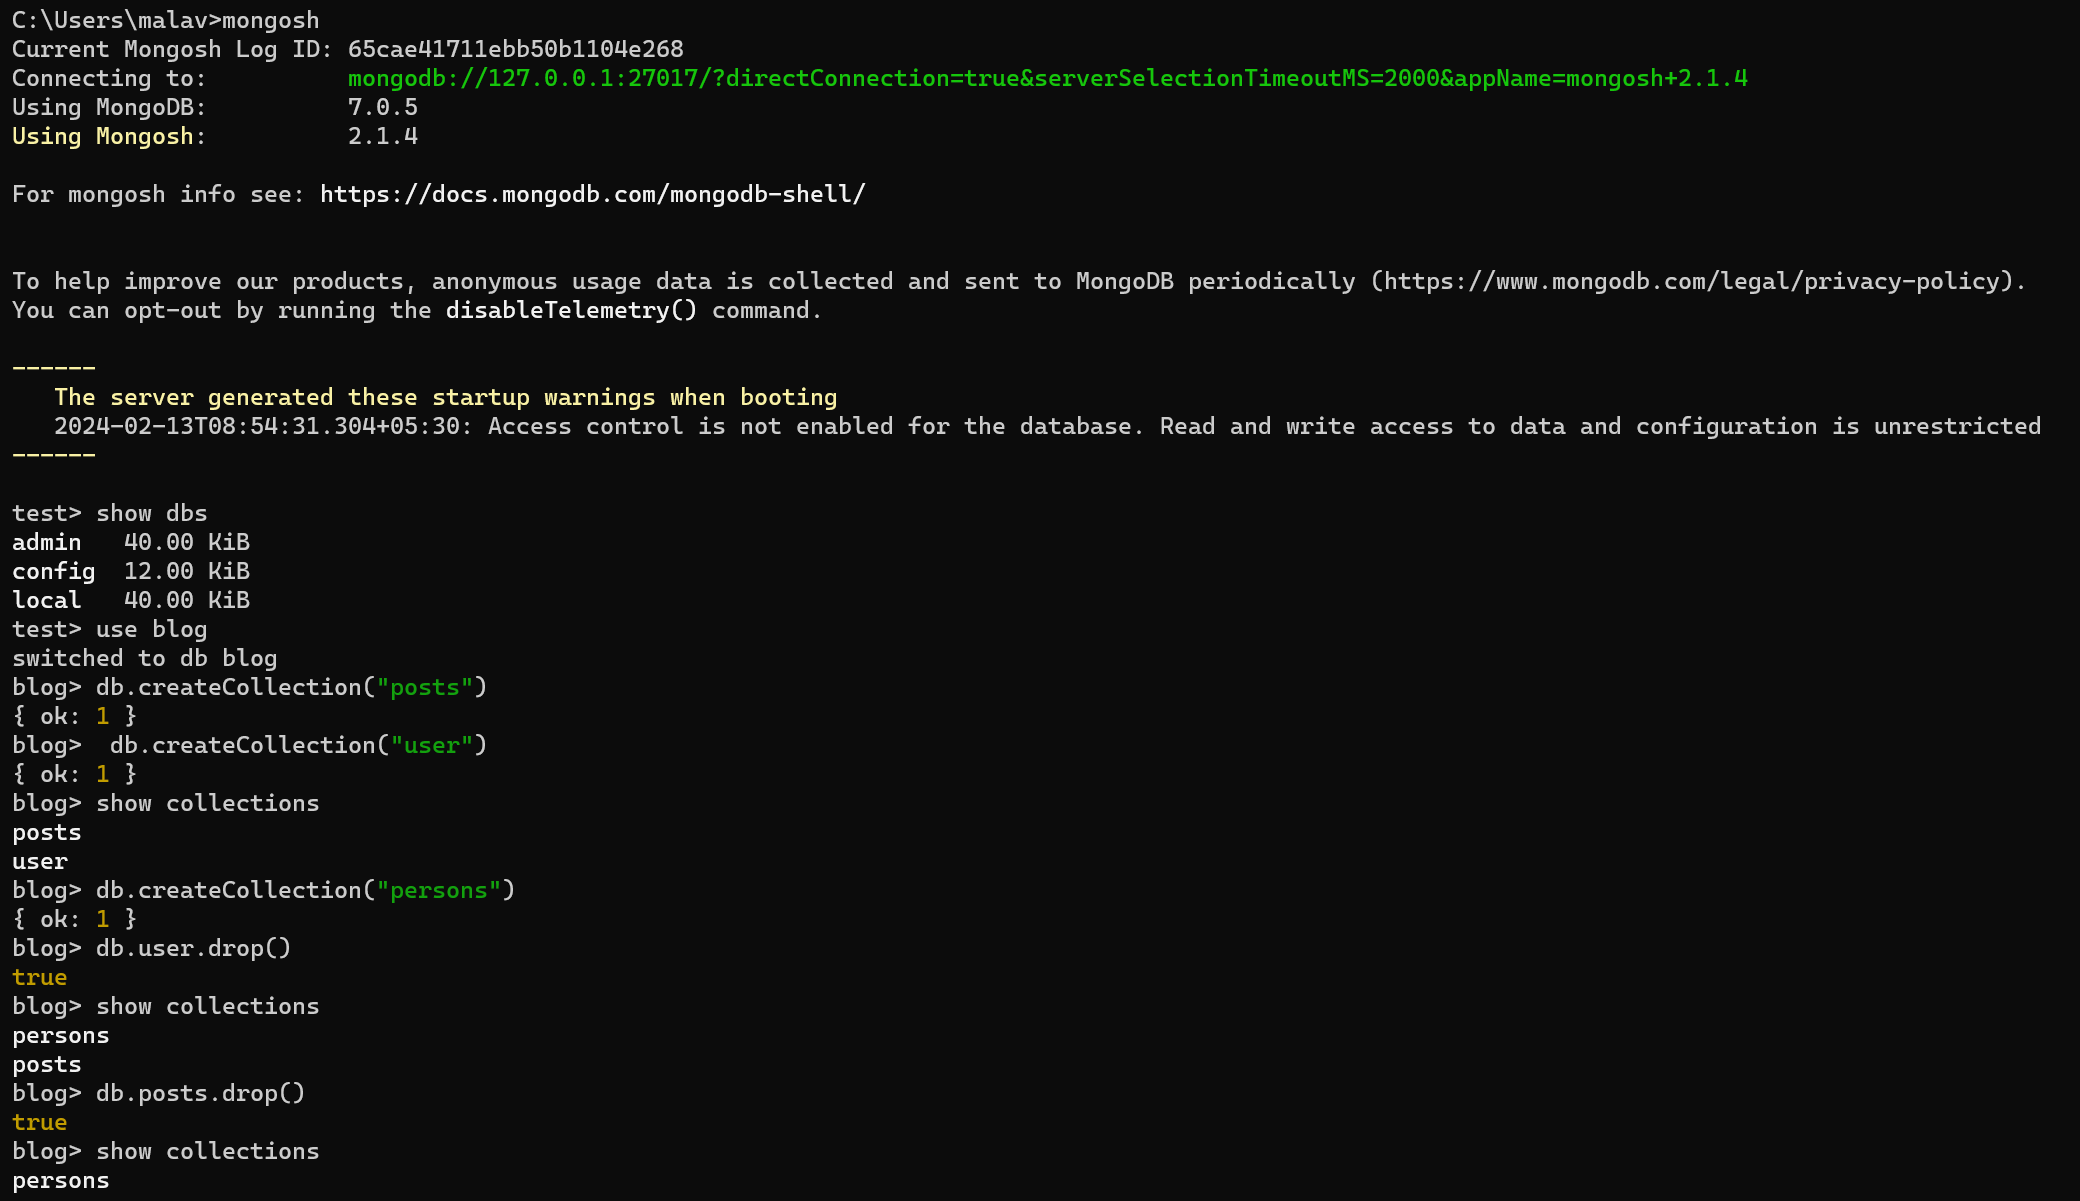 C:\Users\malav>mongosh
Current Mongosh Log ID: 65cae41711ebb50b1104e268
Connecting to:          mongodb://127.0.0.1:27017/?directConnection=true&serverSelectionTimeoutMS=2000&appName=mongosh+2.1.4
Using MongoDB:          7.0.5
Using Mongosh:          2.1.4
For mongosh info see: https://docs.mongodb.com/mongodb-shell/
To help improve our products, anonymous usage data is collected and sent to MongoDB periodically (https://www.mongodb.com/legal/privacy-policy).
You can opt-out by running the disableTelemetry() command.
------
   The server generated these startup warnings when booting
   2024-02-13T08:54:31.304+05:30: Access control is not enabled for the database. Read and write access to data and configuration is unrestricted
------
test> show dbs
admin   40.00 KiB
config  12.00 KiB
local   40.00 KiB
test> use blog
switched to db blog
blog> db.createCollection("posts")
{ ok: 1 }
blog>  db.createCollection("user")
{ ok: 1 }
blog> show collections
posts
user
blog> db.createCollection("persons")
{ ok: 1 }
blog> db.user.drop()
true
blog> show collections
persons
posts
blog> db.posts.drop()
true
blog> show collections
persons